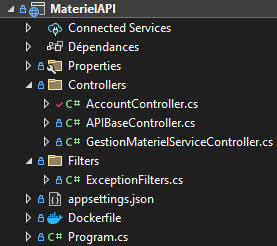 MaterielAPI
Connected Services
Dépendances
Properties
Controllers
C# AccountController.cs
C# APIBaseController.cs
C# GestionMaterielServiceController.cs
Filters
C# ExceptionFilters.cs
appsettings.json
Dockerfile
C# Program.cs